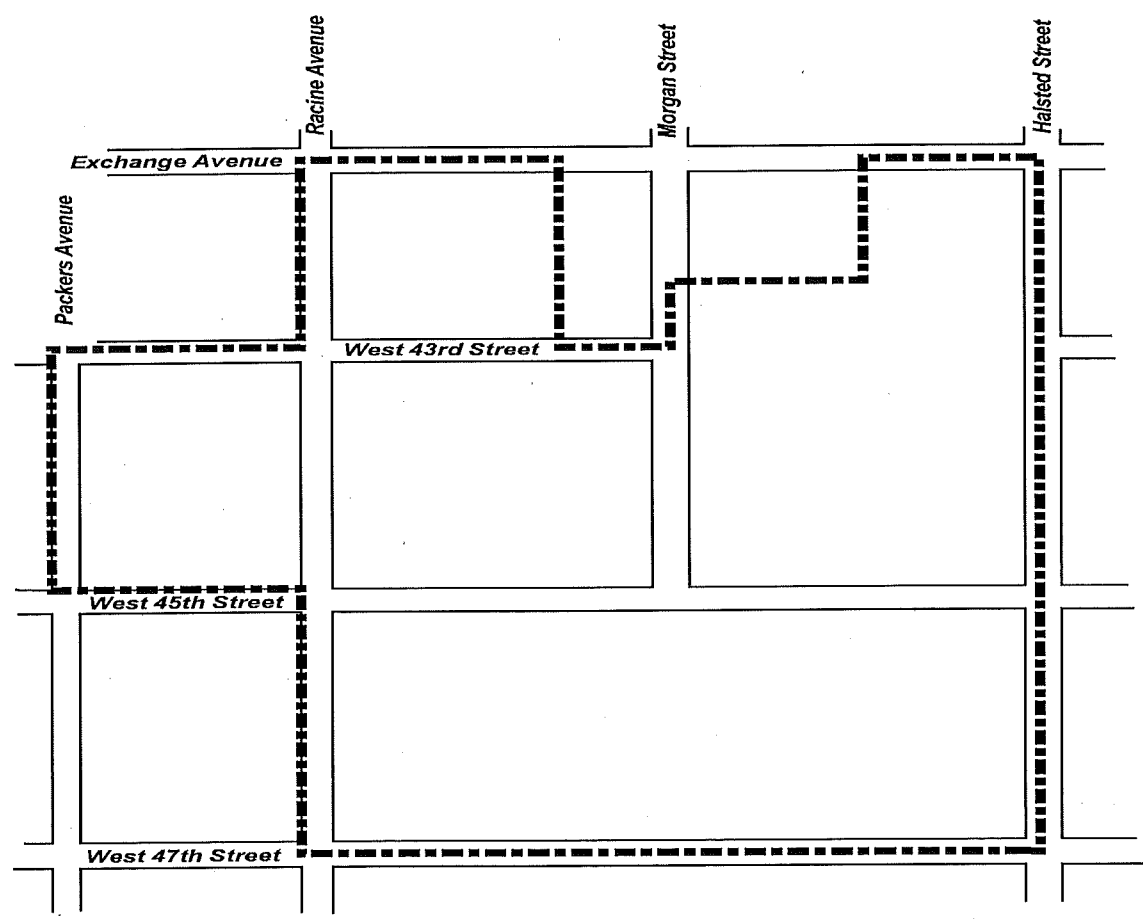 Racine Avenue
Morgan Street
Halsted Street
Exchange Avenue
Packers Avenue
West 43rd Street
West 45th Street
West 47th Street